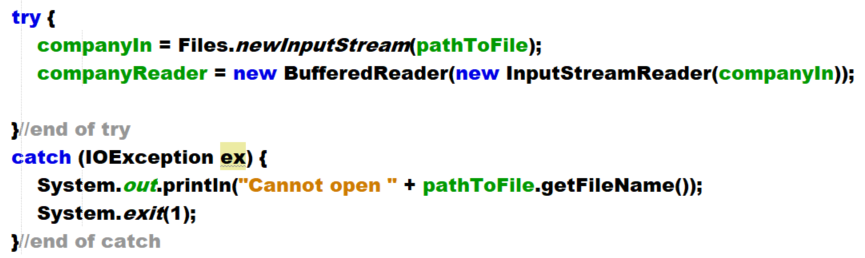 try {
companyIn = Files.newInputStream(pathToFile);
companyReader = new BufferedReader(new InputStreamReader(companyIn));
}//end of try
catch (IOException ex) {
System.out.println("Cannot open " + pathToFile.getFileName());
System.exit(1);
}//end of catch